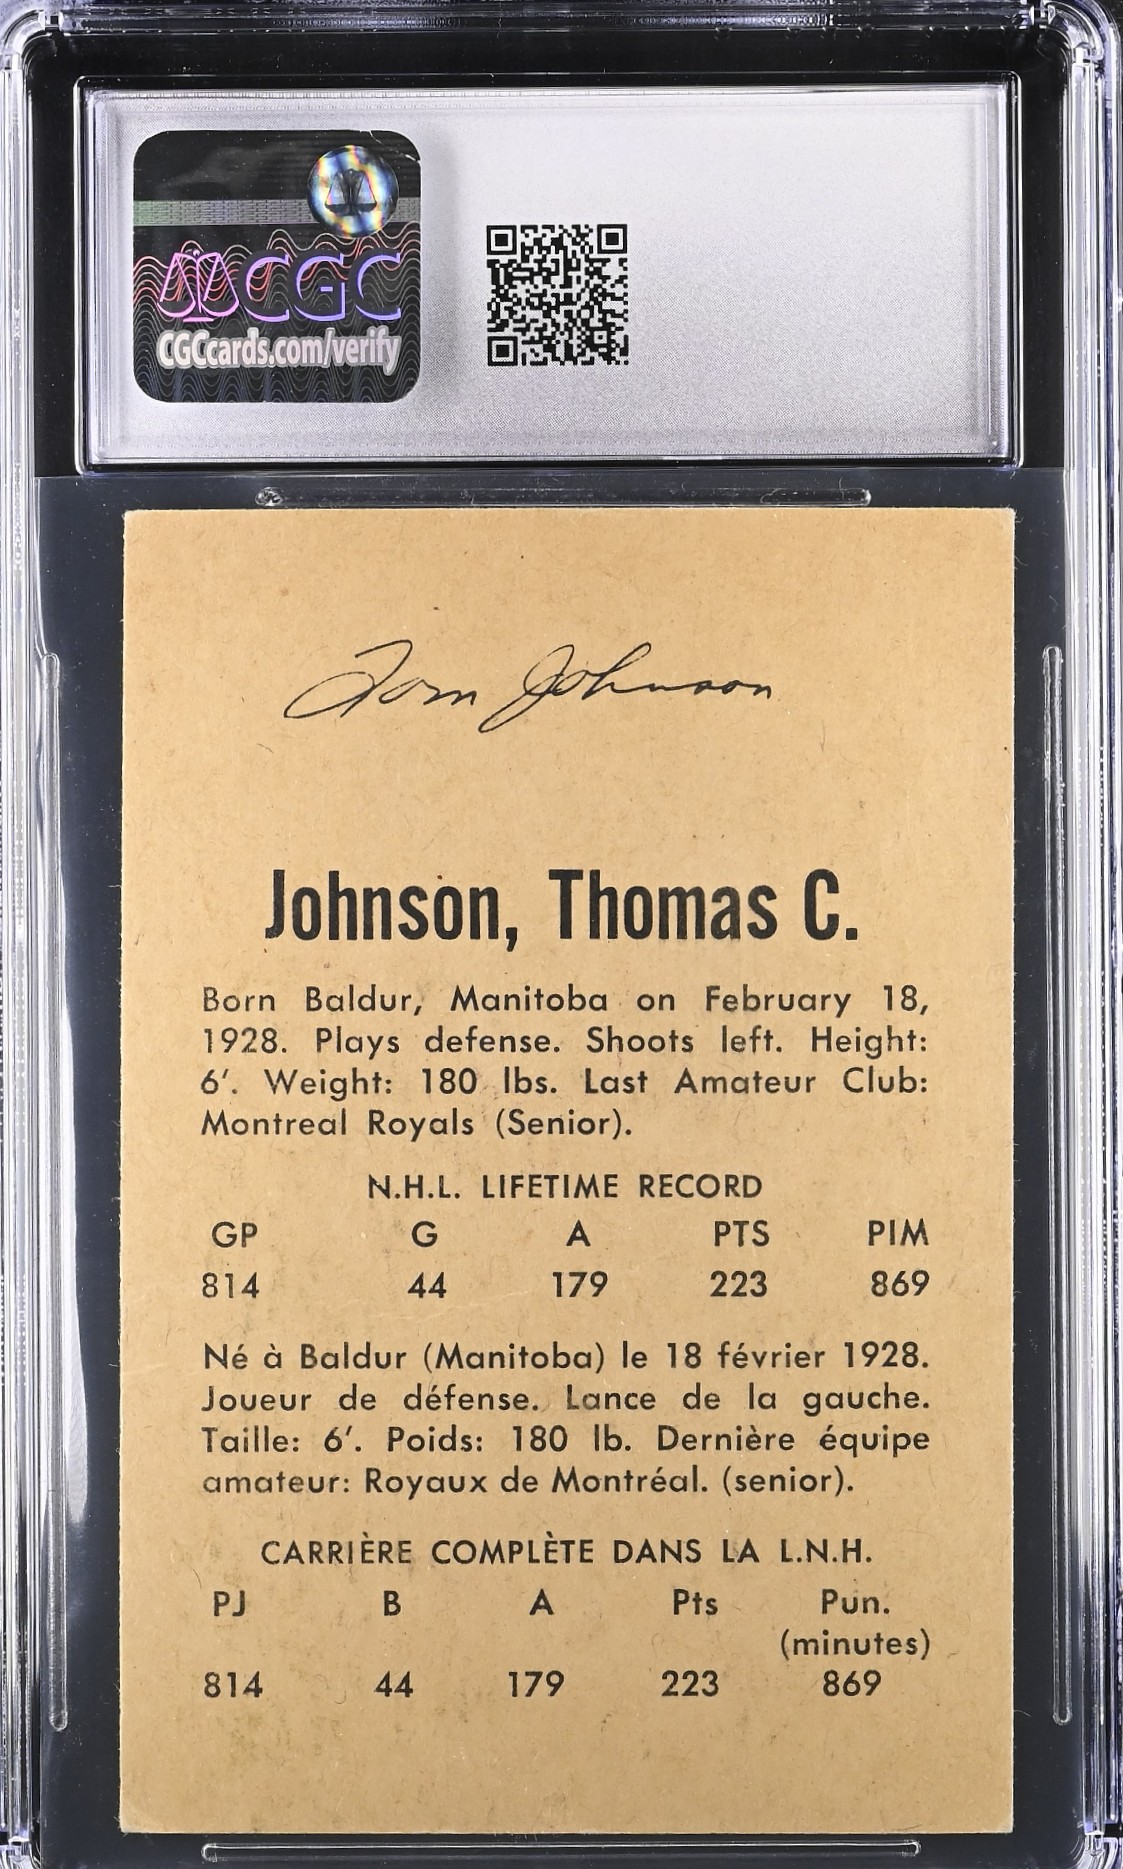 CGC
CGCcards.com/verify
Tom Johnson
Johnson, Thomas C.
Born Baldur, Manitoba on February 18,
1928. Plays defense. Shoots left. Height:
6'. Weight: 180 lbs. Last Amateur Club:
Montreal Royals (Senior).
N.H.L. LIFETIME RECORD
GP G A PTS PIM
814 44 179 223 869
Né à Baldur (Manitoba) le 18 février 1928.
Joueur de défense. Lance de la gauche.
Taille: 6'. Poids: 180 lb. Dernière équipe
amateur: Royaux de Montréal. (senior).
CARRIÈRE COMPLÈTE DANS LA L.N.H.
PJ B A Pts Pun.
(minutes)
814 44 179 223 869